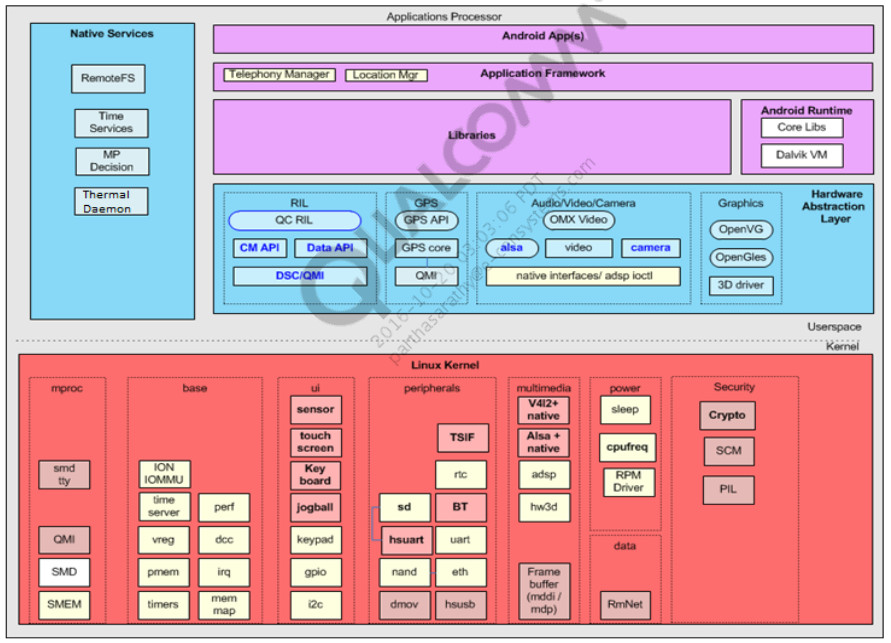 Applications Processor
Native Services
RemoteFS
Time
Services
MP
Decision
Thermal
Daemon
Android App(s)
Telephony Manager
Location Mgr
Application Framework
Libraries
Android Runtime
Core Libs
Dalvik VM
Hardware
Abstraction
Layer
RIL
QC RIL
CM API
Data API
DSC/QMI
GPS
GPS API
GPS core
QMI
Audio/Video/Camera
OMX Video
alsa
video
camera
native interfaces/ adsp ioctl
Graphics
OpenVG
OpenGles
3D driver
QUALCOMM
2016-10-20 03:03:06 PDT
Userspace
Kernel
Linux Kernel
mproc
smd
tty
QMI
SMD
SMEM
base
ION
IOMMU
time
server
perf
vreg
dcc
pmem
irq
timers
mem
map
ui
sensor
touch
screen
Key
board
jogball
keypad
gpio
i2c
peripherals
TSIF
rtc
sd
BT
hsuart
uart
nand
eth
dmov
hsusb
multimedia
V4l2+
native
Alsa +
native
adsp
hw3d
Frame
buffer
(mddi /
mdp)
power
sleep
cpufreq
RPM
Driver
data
RmNet
Security
Crypto
SCM
PIL